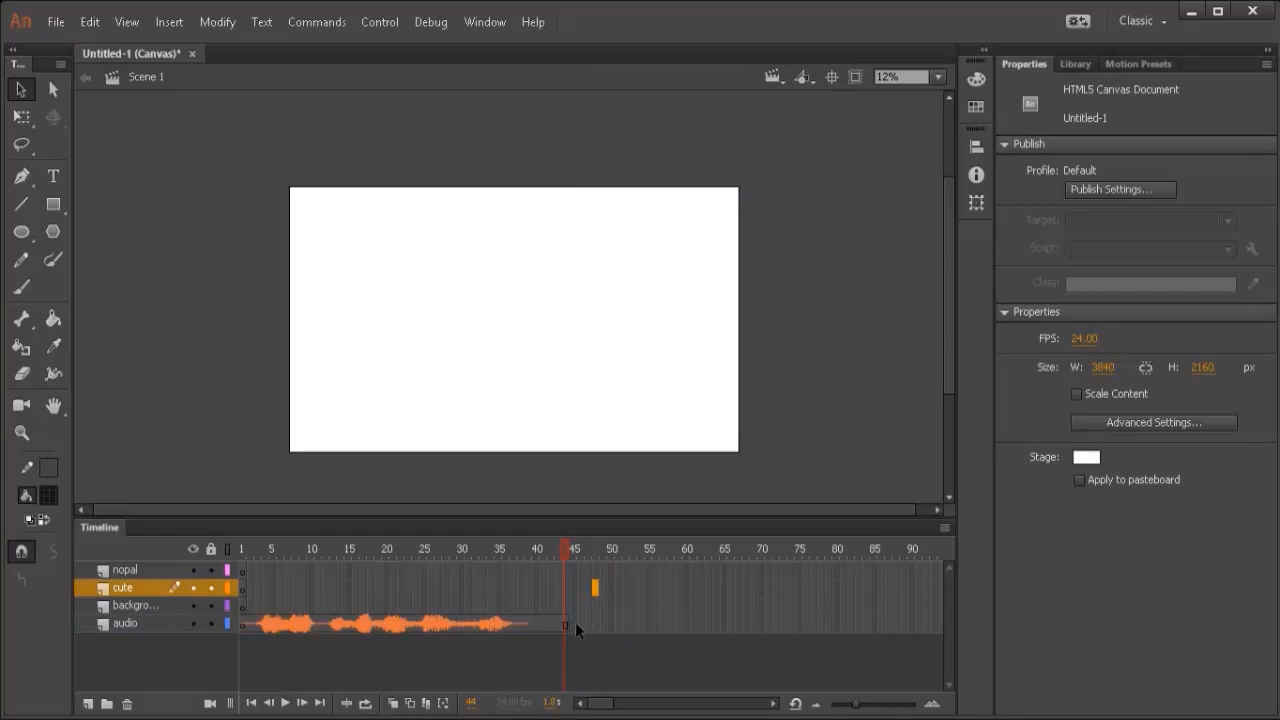 An File Edit View Insert Modify Text Commands Control Debug Window Help Classic
Untitled-1 (Canvas)* ×
T...
Properties Library Motion Presets
Scene 1
12%
An HTML5 Canvas Document
Untitled-1
Publish
Profile: Default
Publish Settings...
Target:
Script:
Class:
Properties
FPS: 24.00
Size: W: 3840 H: 2160 px
Scale Content
Advanced Settings...
Stage:
Apply to pasteboard
Timeline
1 5 10 15 20 25 30 35 40 45 50 55 60 65 70 75 80 85 90
nopal
cute
backgro...
audio
44 24.00 fps 1.8 s